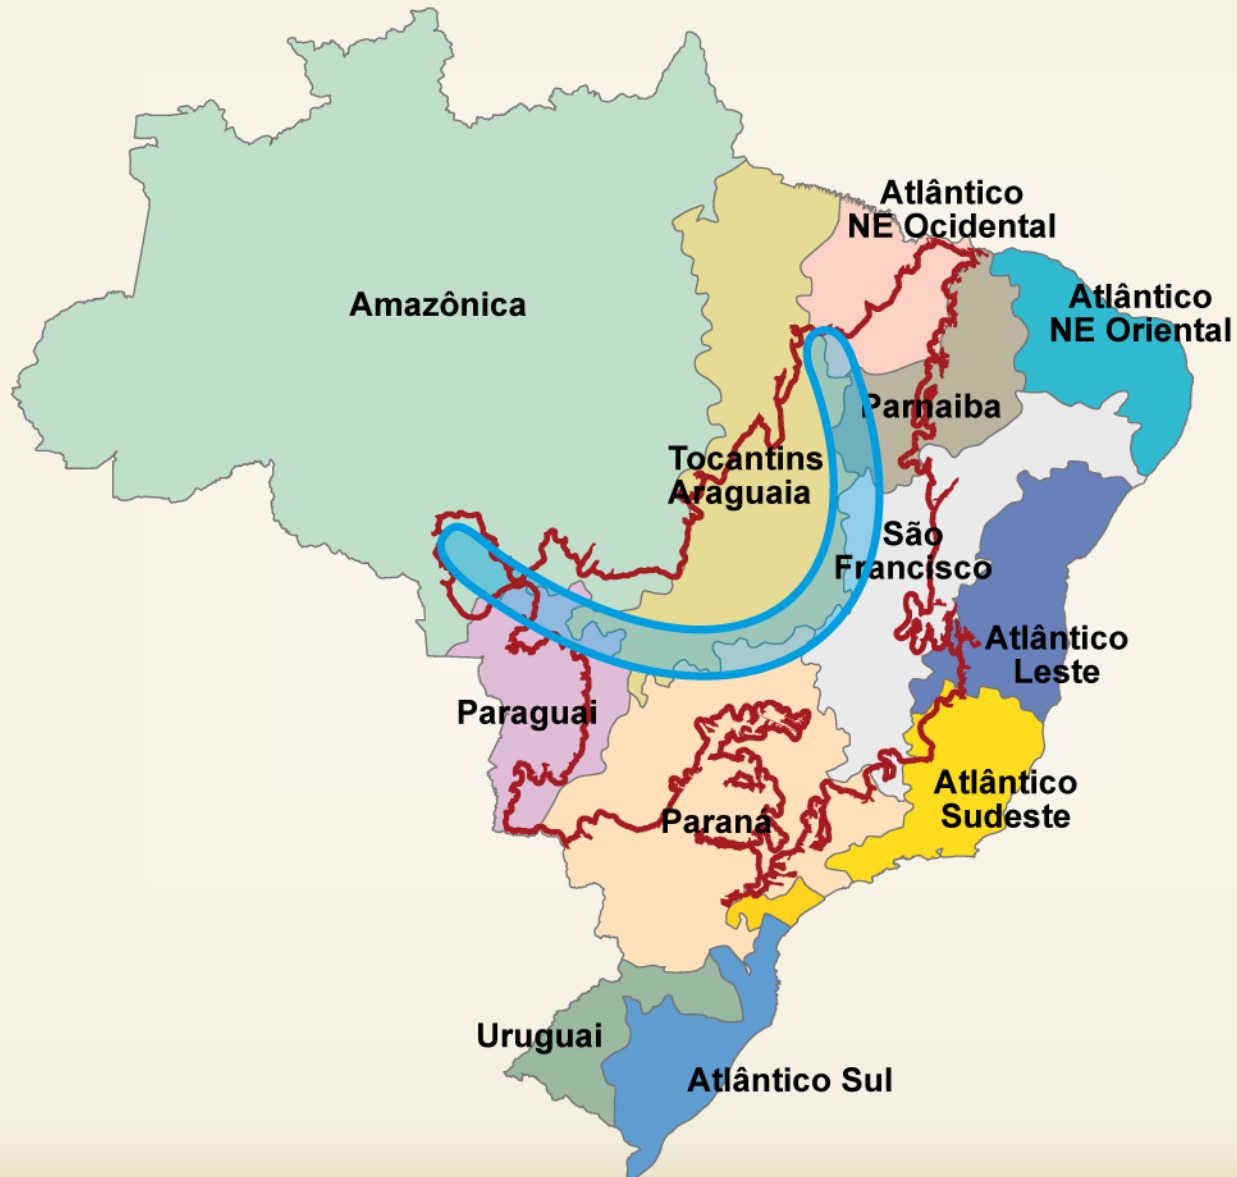 Atlântico
NE Ocidental
Amazônica
Atlântico
NE Oriental
Parnaiba
Tocantins
Araguaia
São
Francisco
Atlântico
Leste
Paraguai
Atlântico
Sudeste
Paraná
Uruguai
Atlântico Sul